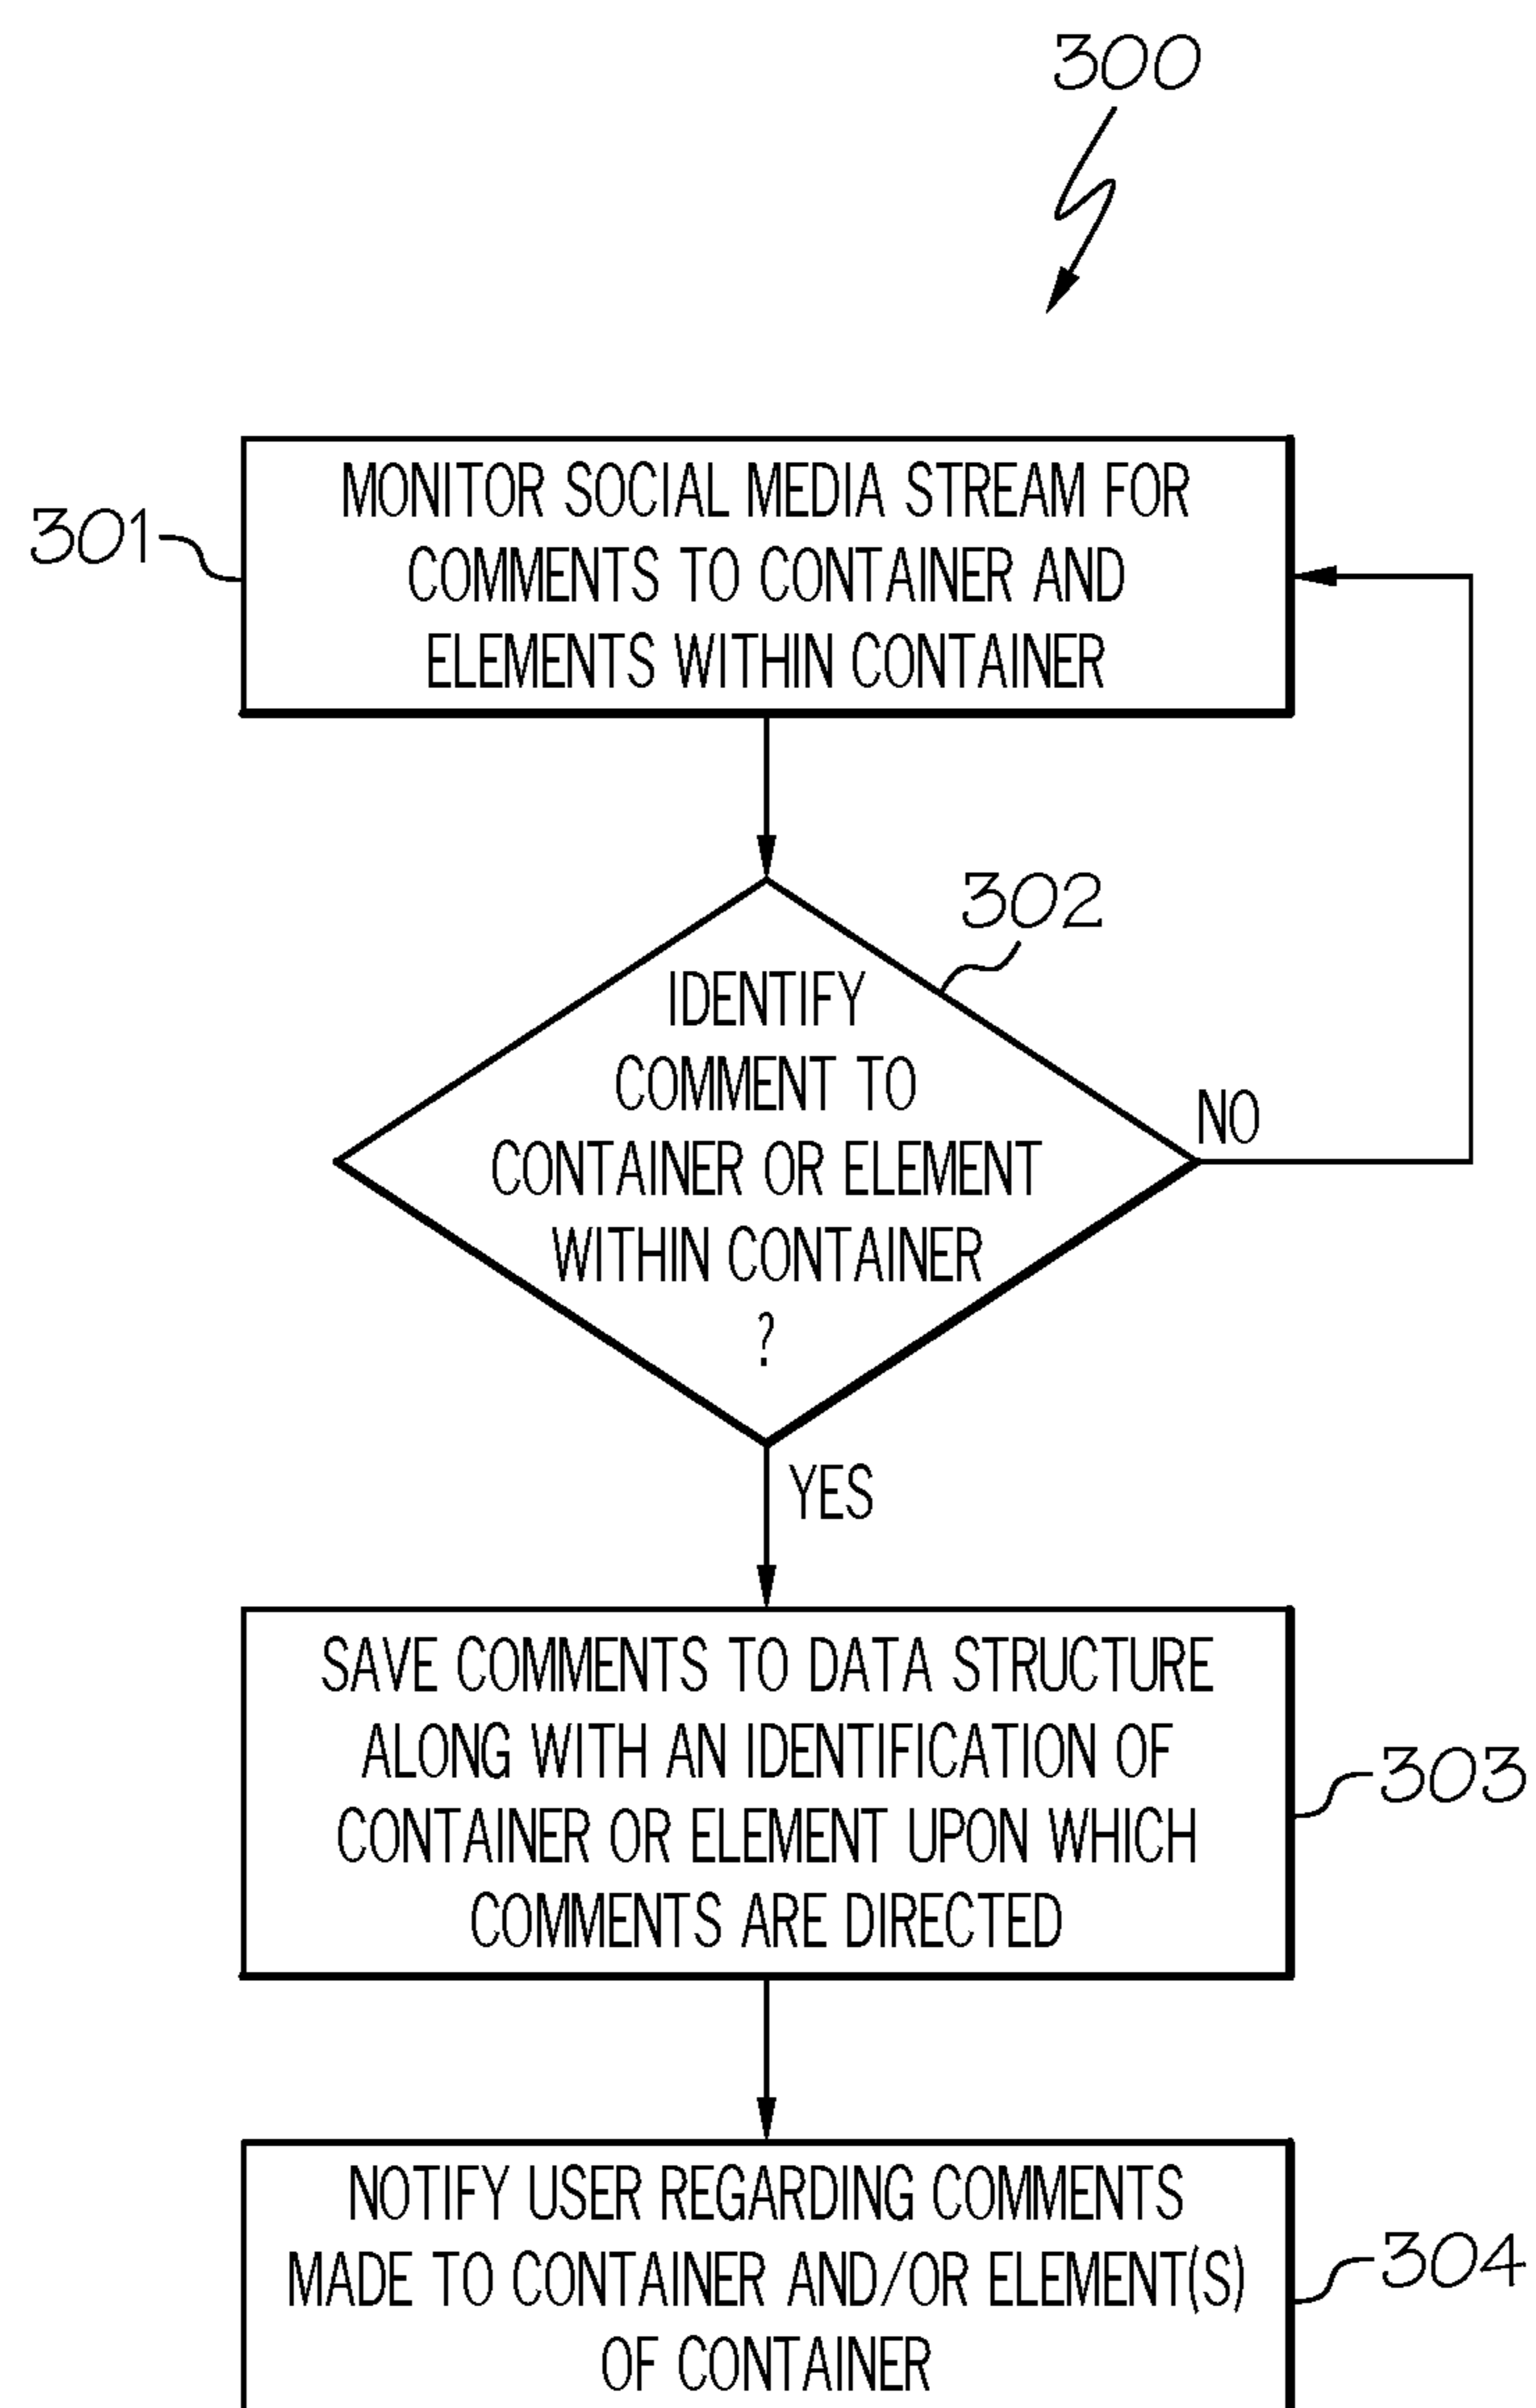 300
301
MONITOR SOCIAL MEDIA STREAM FOR
COMMENTS TO CONTAINER AND
ELEMENTS WITHIN CONTAINER
302
IDENTIFY
COMMENT TO
CONTAINER OR ELEMENT
WITHIN CONTAINER
?
NO
YES
SAVE COMMENTS TO DATA STRUCTURE
ALONG WITH AN IDENTIFICATION OF
CONTAINER OR ELEMENT UPON WHICH
COMMENTS ARE DIRECTED
303
NOTIFY USER REGARDING COMMENTS
MADE TO CONTAINER AND/OR ELEMENT(S)
OF CONTAINER
304